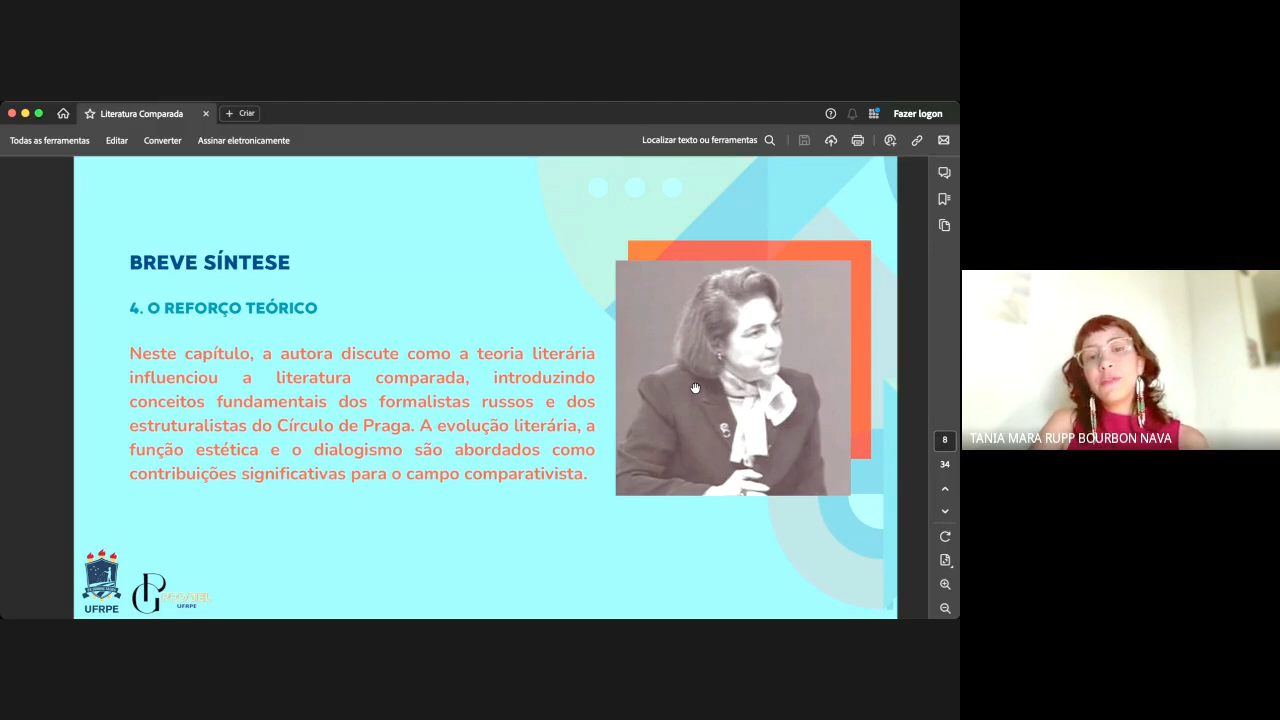 Literatura Comparada
Criar
Fazer logon
Todas as ferramentas
Editar
Converter
Assinar eletronicamente
Localizar texto ou ferramentas
BREVE SÍNTESE
4. O REFORÇO TEÓRICO
Neste capítulo, a autora discute como a teoria literária
influenciou a literatura comparada, introduzindo
conceitos fundamentais dos formalistas russos e dos
estruturalistas do Círculo de Praga. A evolução literária, a
função estética e o dialogismo são abordados como
contribuições significativas para o campo comparativista.
8
34
TANIA MARA RUPP BOURBON NAVA
UFRPE
UFRPE